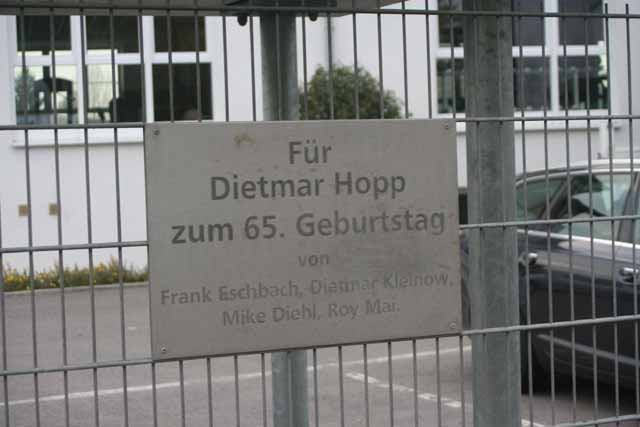 Für
Dietmar Hopp
zum 65. Geburtstag
von
Frank Eschbach, Dietmar Kleinow,
Mike Diehl, Roy Mai.